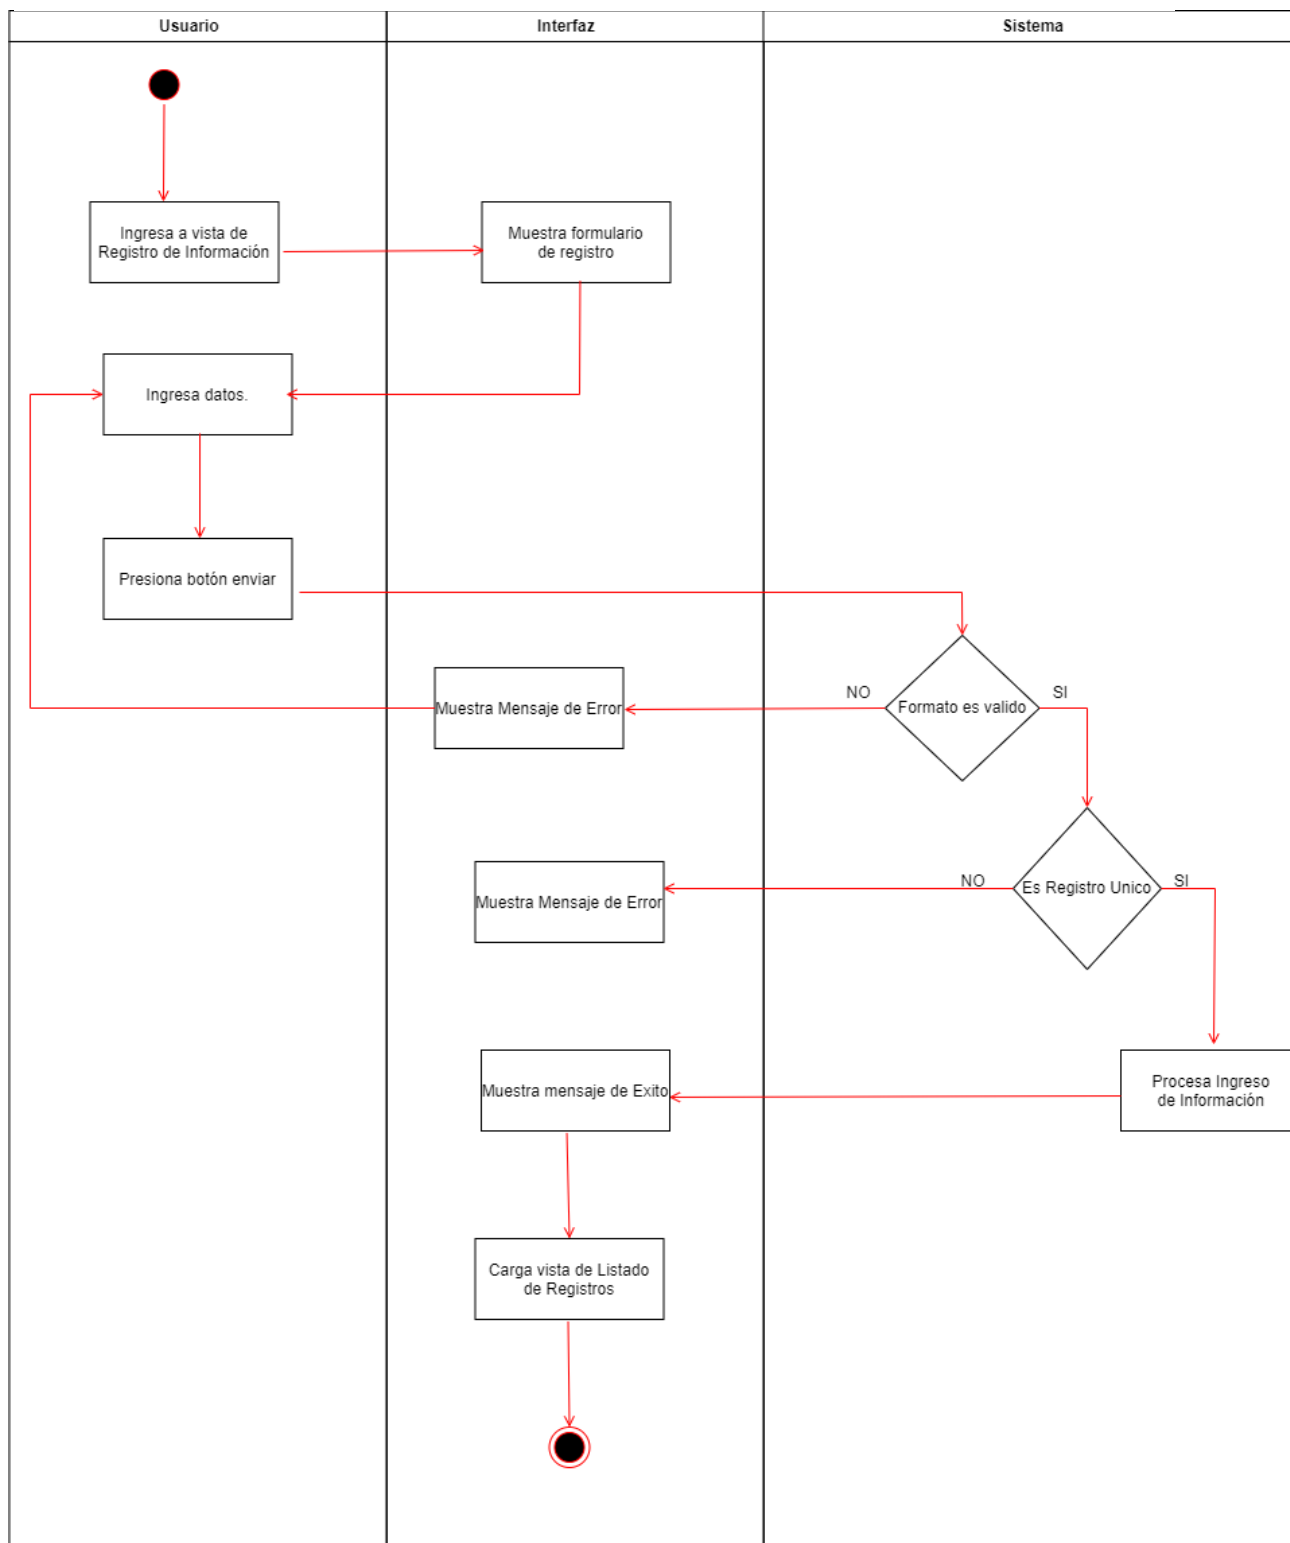 Usuario
Interfaz
Sistema
Ingresa a vista de
Registro de Información
Muestra formulario
de registro
Ingresa datos.
Presiona botón enviar
Muestra Mensaje de Error
NO
Formato es valido
SI
Muestra Mensaje de Error
NO
Es Registro Unico
SI
Muestra mensaje de Exito
Procesa Ingreso
de Información
Carga vista de Listado
de Registros